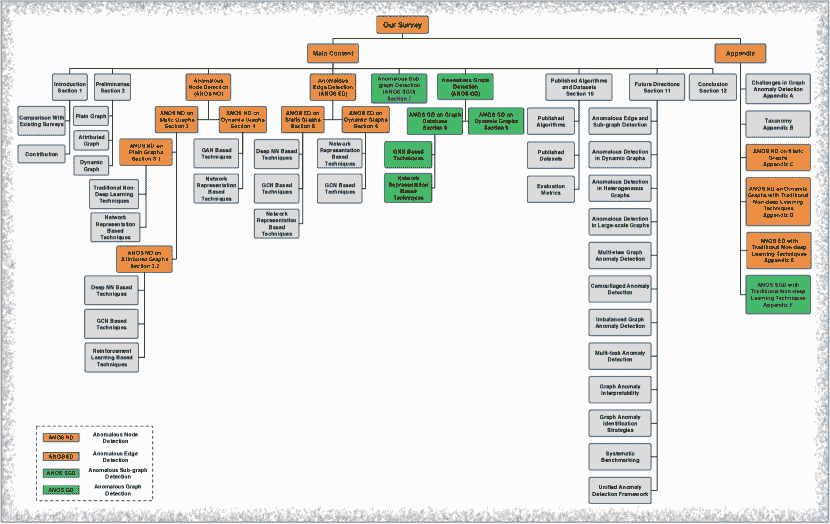 Our Survey
Main Content
Appendix
Introduction
Section 1
Preliminaries
Section 2
Anomalous
Node Detection
(ANOS ND)
Anomalous
Edge Detection
(ANOS ED)
Anomalous Sub-
graph Detection
(ANOS SGD)
Section 7
Anomalous Graph
Detection
(ANOS GD)
Published Algorithms
and Datasets
Section 10
Future Directions
Section 11
Conclusion
Section 12
Challenges in Graph
Anomaly Detection
Appendix A
Comparison With
Existing Surveys
Contribution
Plain Graph
Attributed
Graph
Dynamic
Graph
ANOS ND on
Static Graphs
Section 3
ANOS ND on
Dynamic Graphs
Section 4
ANOS ED on
Static Graphs
Section 5
ANOS ED on
Dynamic Graphs
Section 6
ANOS GD on Graph
Database
Section 8
ANOS GD on
Dynamic Graphs
Section 9
Published
Algorithms
Published
Datasets
Evaluation
Metrics
Anomalous Edge and
Sub-graph Detection
Anomalous Detection
in Dynamic Graphs
Anomalous Detection
in Heterogeneous
Graphs
Anomalous Detection
in Large-scale Graphs
Multi-view Graph
Anomaly Detection
Camouflaged Anomaly
Detection
Imbalanced Graph
Anomaly Detection
Multi-task Anomaly
Detection
Graph Anomaly
Interpretability
Graph Anomaly
Identification
Strategies
Systematic
Benchmarking
Unified Anomaly
Detection Framework
Taxonomy
Appendix B
ANOS ND on Static
Graphs
Appendix C
ANOS ND on Dynamic
Graphs with Traditional
Non-deep Learning
Techniques
Appendix D
ANOS ED with
Traditional Non-deep
Learning Techniques
Appendix E
ANOS SGD with
Traditional Non-deep
Learning Techniques
Appendix F
ANOS ND on
Plain Graphs
Section 3.1
Traditional Non-
Deep Learning
Techniques
Network
Representation
Based Techniques
ANOS ND on
Attributed Graphs
Section 3.2
Deep NN Based
Techniques
GCN Based
Techniques
Reinforcement
Learning Based
Techniques
GAN Based
Techniques
Network
Representation
Based Techniques
Deep NN Based
Techniques
GCN Based
Techniques
Network
Representation
Based Techniques
Network
Representation
Based Techniques
GCN Based
Techniques
GNN Based
Techniques
Network
Representation
Based
Techniques
ANOS ND
Anomalous Node
Detection
ANOS ED
Anomalous Edge
Detection
ANOS SGD
Anomalous Sub-graph
Detection
ANOS GD
Anomalous Graph
Detection